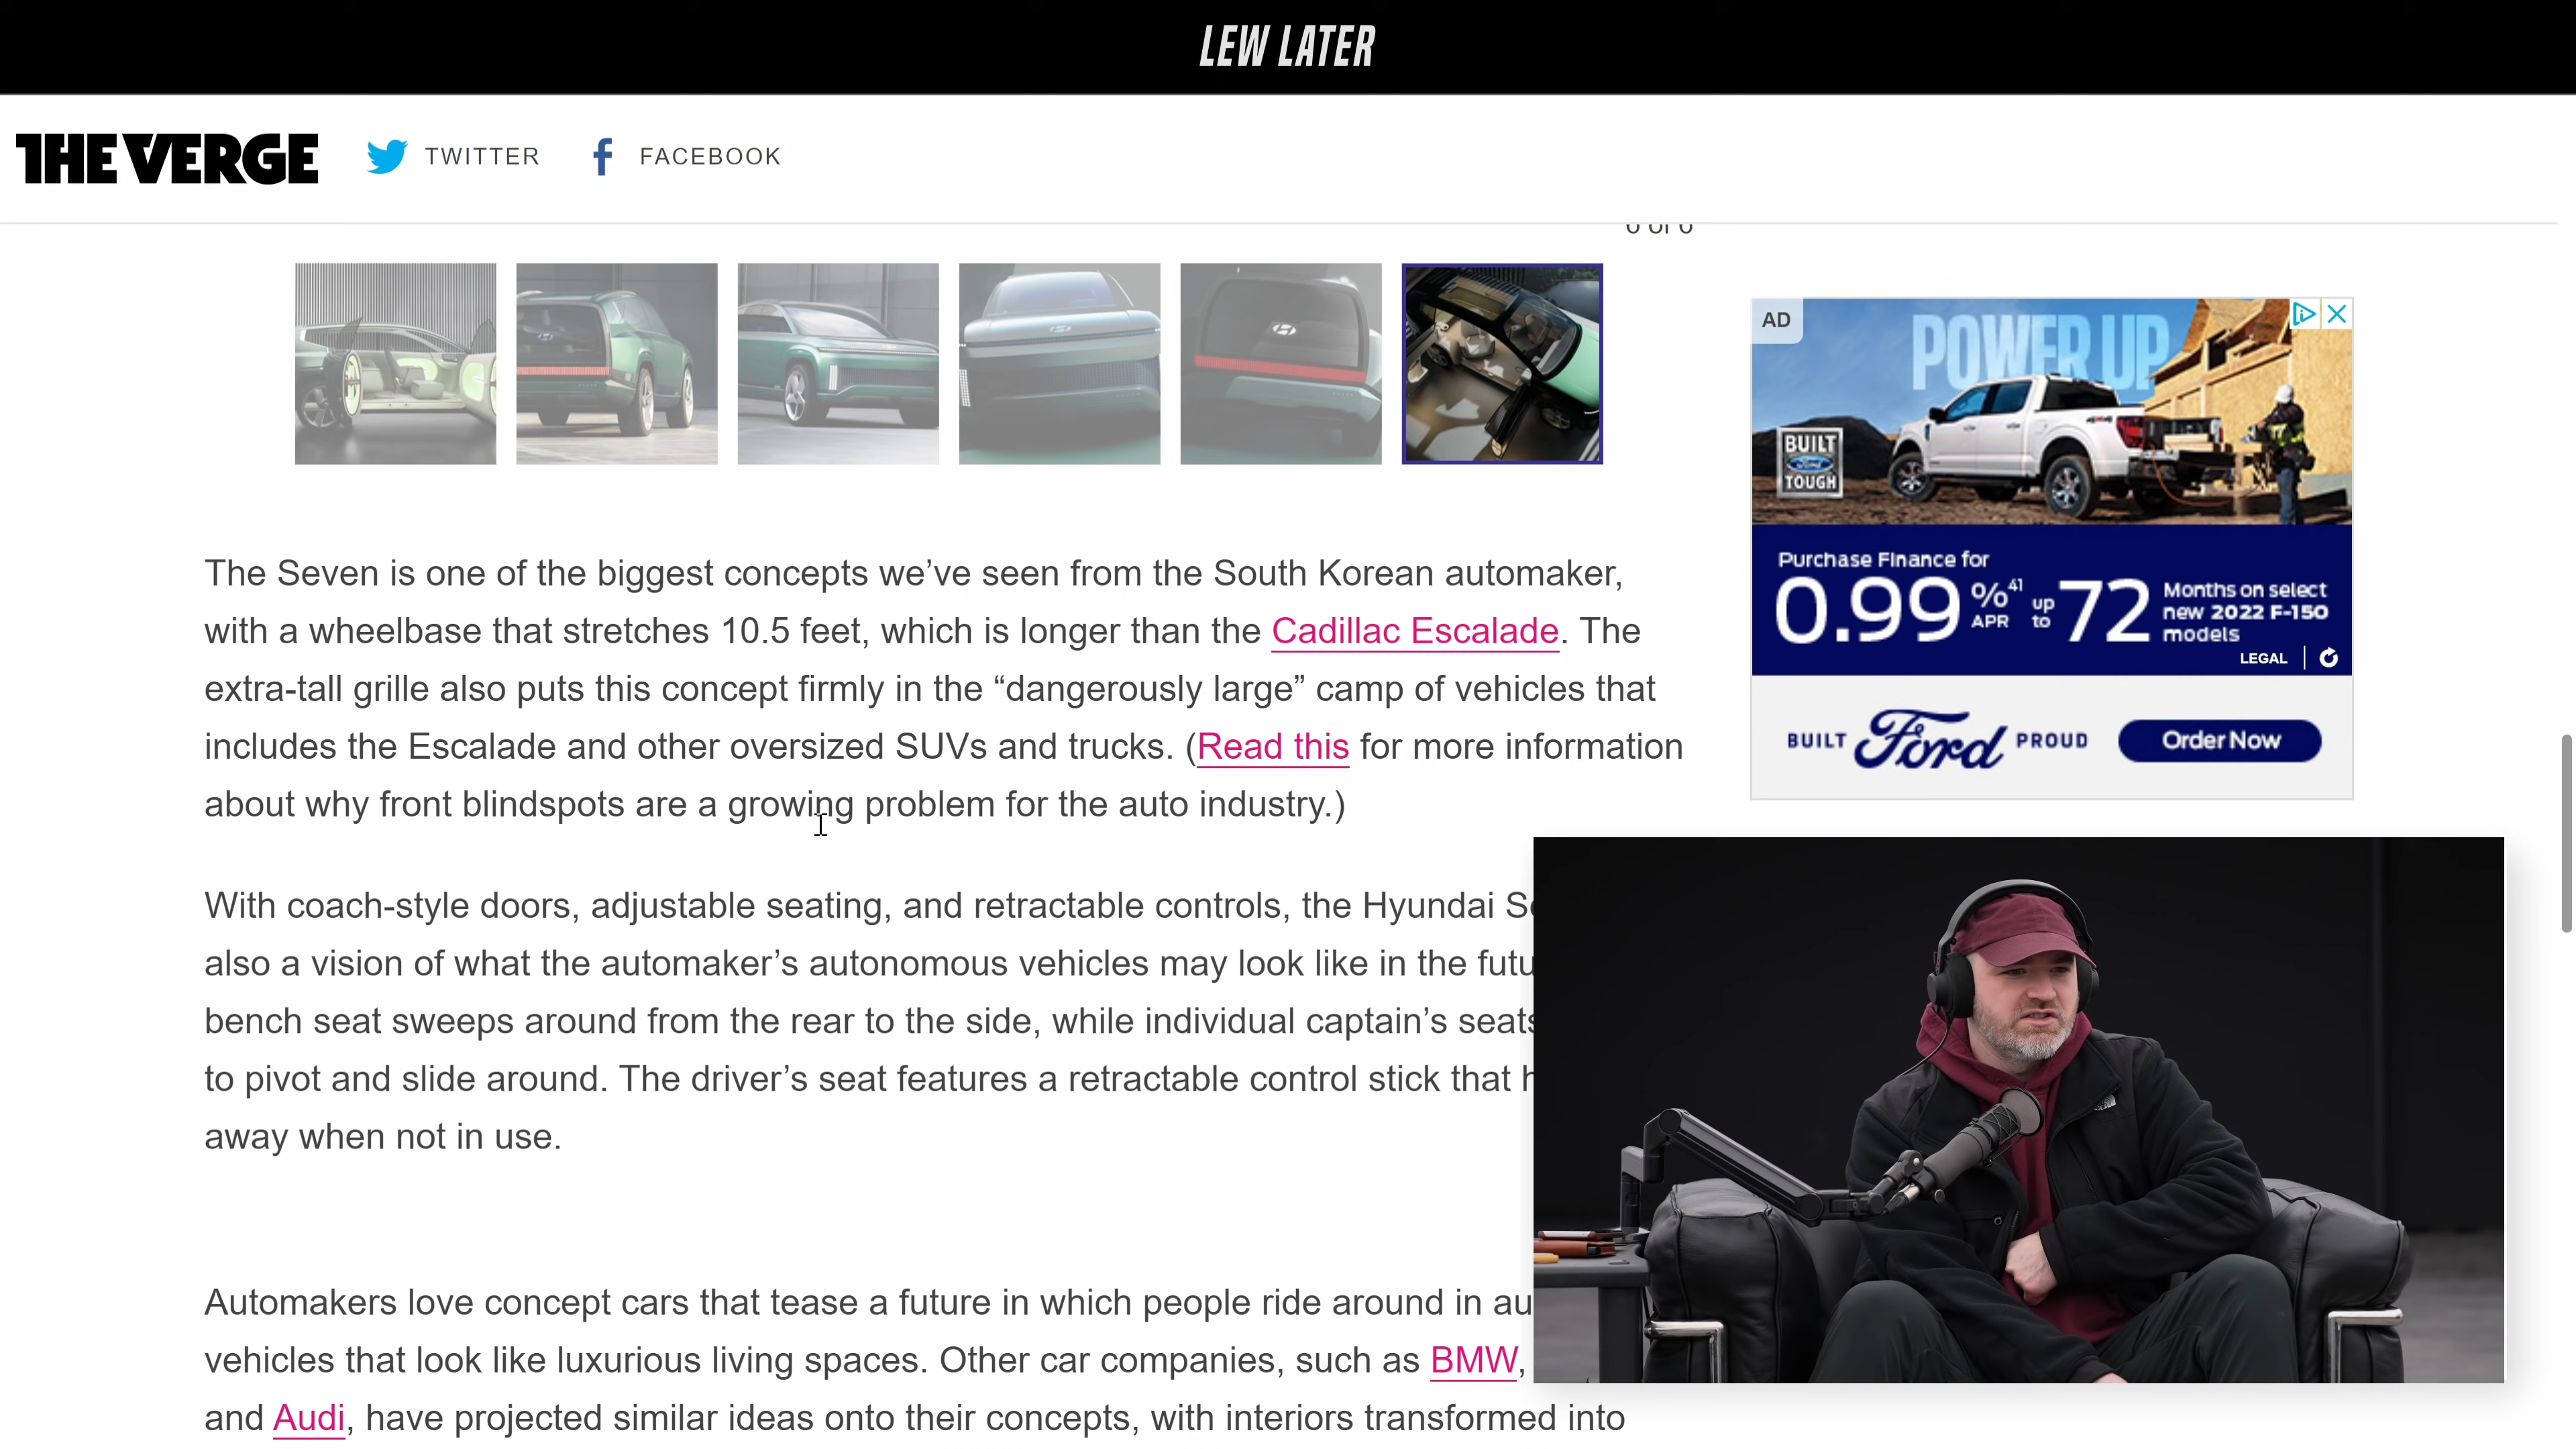 LEW LATER
THE VERGE TWITTER FACEBOOK
6 of 6
AD
POWER UP
BUILT
Ford
TOUGH
Purchase Finance for
0.99 %41 APR up to 72 Months on select
new 2022 F-150
models
LEGAL
BUILT Ford PROUD Order Now
The Seven is one of the biggest concepts we’ve seen from the South Korean automaker,
with a wheelbase that stretches 10.5 feet, which is longer than the Cadillac Escalade. The
extra-tall grille also puts this concept firmly in the “dangerously large” camp of vehicles that
includes the Escalade and other oversized SUVs and trucks. (Read this for more information
about why front blindspots are a growing problem for the auto industry.)
With coach-style doors, adjustable seating, and retractable controls, the Hyundai
also a vision of what the automaker’s autonomous vehicles may look like in the
bench seat sweeps around from the rear to the side, while individual captain’s seats
to pivot and slide around. The driver’s seat features a retractable control stick that
away when not in use.
Automakers love concept cars that tease a future in which people ride around in
vehicles that look like luxurious living spaces. Other car companies, such as BMW,
and Audi, have projected similar ideas onto their concepts, with interiors transformed into